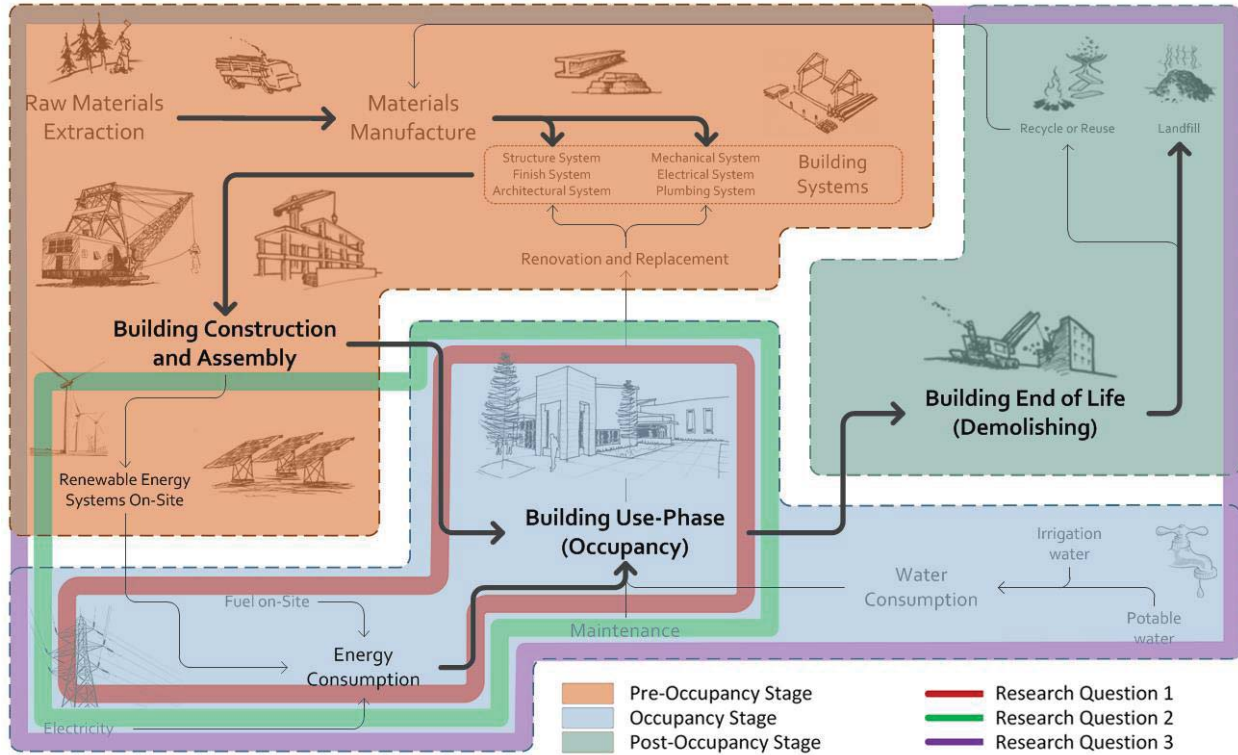 Raw Materials
Extraction
Materials
Manufacture
Structure System
Finish System
Architectural System
Mechanical System
Electrical System
Plumbing System
Building
Systems
Recycle or Reuse
Landfill
Renovation and Replacement
Building Construction
and Assembly
Building End of Life
(Demolishing)
Renewable Energy
Systems On-Site
Building Use-Phase
(Occupancy)
Irrigation
water
Water
Consumption
Potable
water
Fuel on-Site
Maintenance
Energy
Consumption
Electricity
Pre-Occupancy Stage
Occupancy Stage
Post-Occupancy Stage
Research Question 1
Research Question 2
Research Question 3